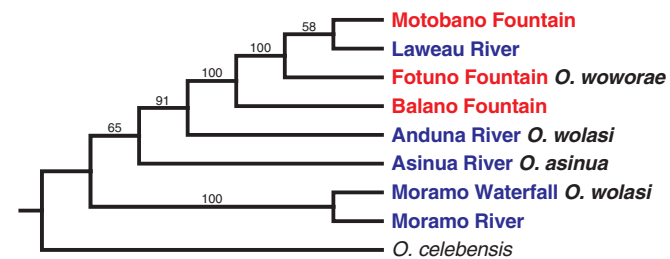 58
Motobano Fountain
Laweau River
100
Fotuno Fountain O. woworae
100
Balano Fountain
91
Anduna River O. wolasi
65
Asinua River O. asinua
100
Moramo Waterfall O. wolasi
Moramo River
O. celebensis